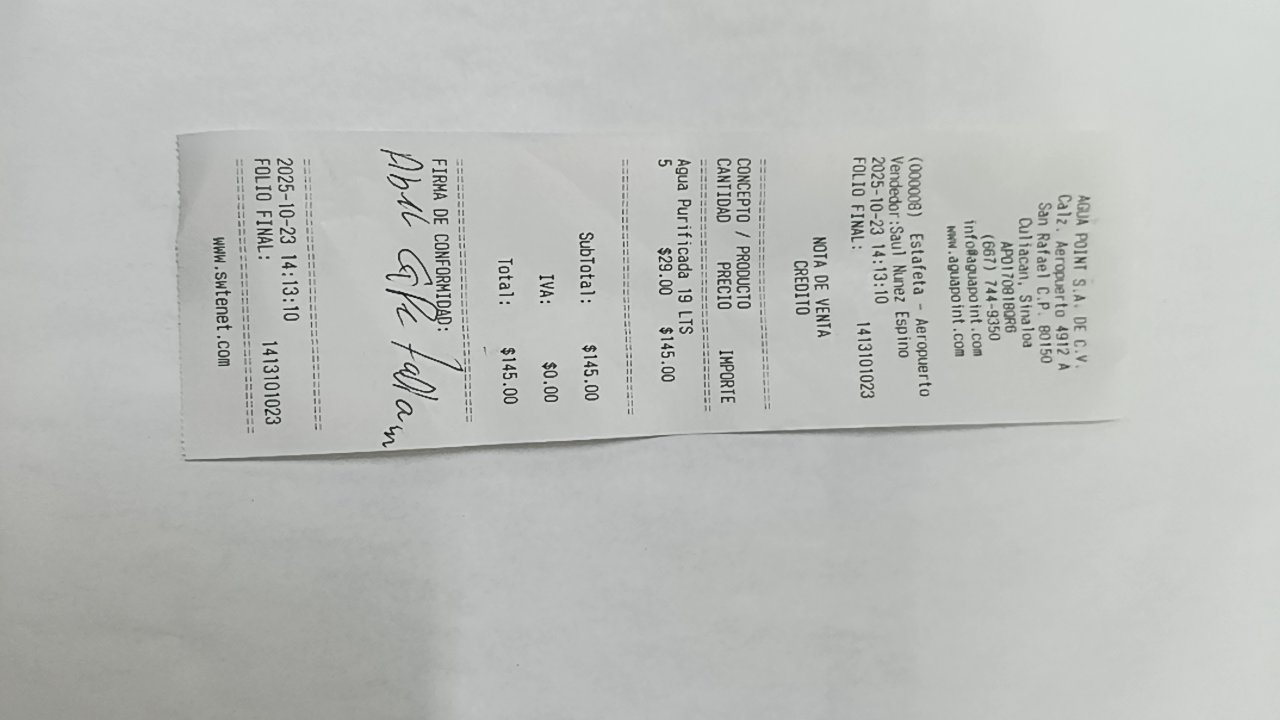 AGUA POINT S.A. DE C.V.
Calz. Aeropuerto 4912 A
San Rafael C.P. 80150
Culiacan, Sinaloa
APO170818QR6
(667) 744-9350
info@aguapoint.com
www.aguapoint.com
(000008) Estafeta - Aeropuerto
Vendedor:Saul Nunez Espino
2025-10-23 14:13:10
FOLIO FINAL: 1413101023
NOTA DE VENTA
CREDITO
==============================
CONCEPTO / PRODUCTO
CANTIDAD PRECIO IMPORTE
==============================
Agua Purificada 19 LTS
5 $29.00 $145.00
==============================
SubTotal: $145.00
IVA: $0.00
Total: $145.00
==============================
FIRMA DE CONFORMIDAD:
==============================
2025-10-23 14:13:10
FOLIO FINAL: 1413101023
==============================
www.swfenet.com